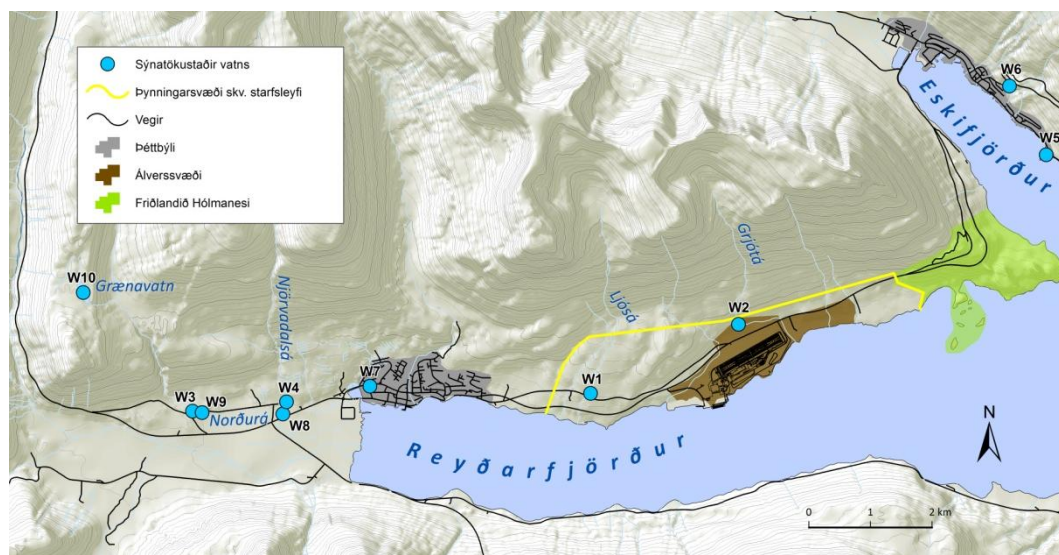 Sýnatökustaðir vatns
Þynningarsvæði skv. starfsleyfi
Vegir
Þéttbýli
Álverssvæði
Friðlandið Hólmanesi
W6
Eskifjörður
W5
W10
Grænavatn
Njörvadalsá
Ljósá
Grjótá
W2
W7
W1
W3
W9
W4
Norðurá
W8
Reyðarfjörður
N
0 1 2 km